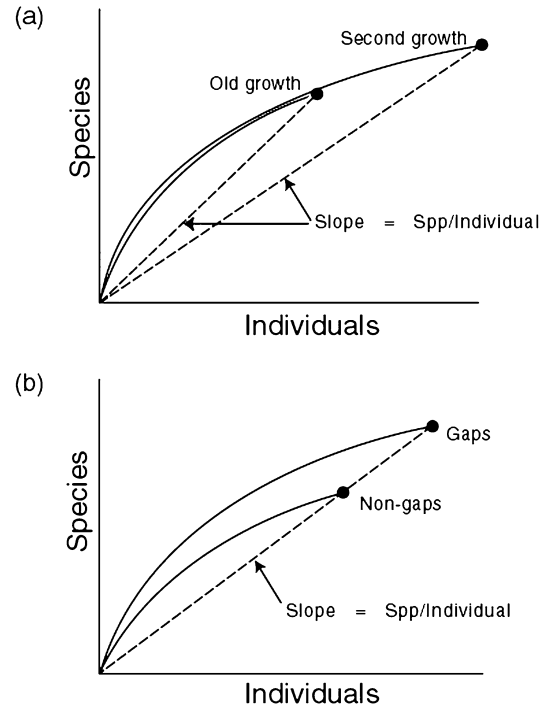 (a)
Second growth
Old growth
Species
Slope = Spp/Individual
Individuals
(b)
Gaps
Non-gaps
Species
Slope = Spp/Individual
Individuals